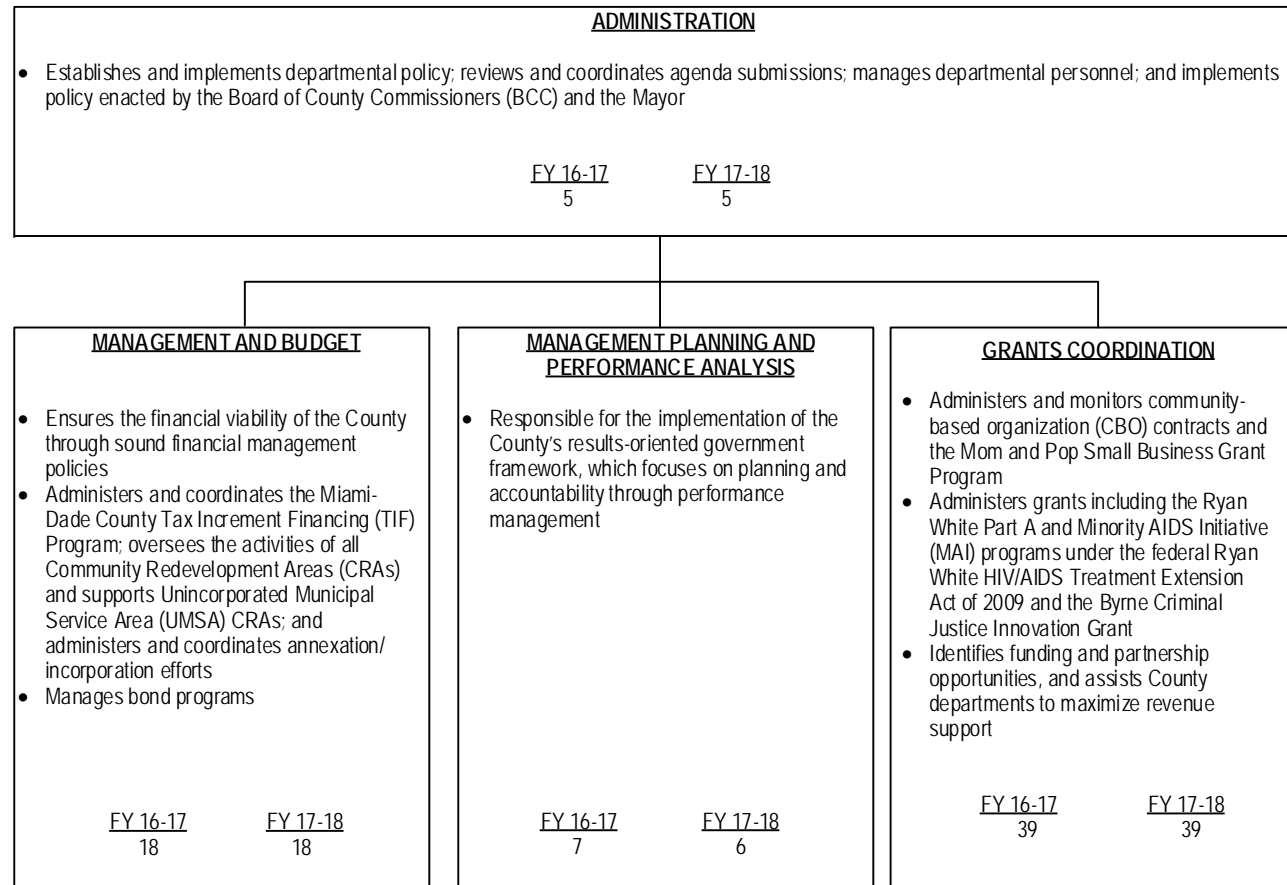 ADMINISTRATION
• Establishes and implements departmental policy; reviews and coordinates agenda submissions; manages departmental personnel; and implements
policy enacted by the Board of County Commissioners (BCC) and the Mayor
FY 16-17 FY 17-18
5 5
MANAGEMENT AND BUDGET
• Ensures the financial viability of the County
through sound financial management
policies
• Administers and coordinates the Miami-
Dade County Tax Increment Financing (TIF)
Program; oversees the activities of all
Community Redevelopment Areas (CRAs)
and supports Unincorporated Municipal
Service Area (UMSA) CRAs; and
administers and coordinates annexation/
incorporation efforts
• Manages bond programs
FY 16-17 FY 17-18
18 18
MANAGEMENT PLANNING AND
PERFORMANCE ANALYSIS
• Responsible for the implementation of the
County's results-oriented government
framework, which focuses on planning and
accountability through performance
management
FY 16-17 FY 17-18
7 6
GRANTS COORDINATION
• Administers and monitors community-
based organization (CBO) contracts and
the Mom and Pop Small Business Grant
Program
• Administers grants including the Ryan
White Part A and Minority AIDS Initiative
(MAI) programs under the federal Ryan
White HIV/AIDS Treatment Extension
Act of 2009 and the Byrne Criminal
Justice Innovation Grant
• Identifies funding and partnership
opportunities, and assists County
departments to maximize revenue
support
FY 16-17 FY 17-18
39 39